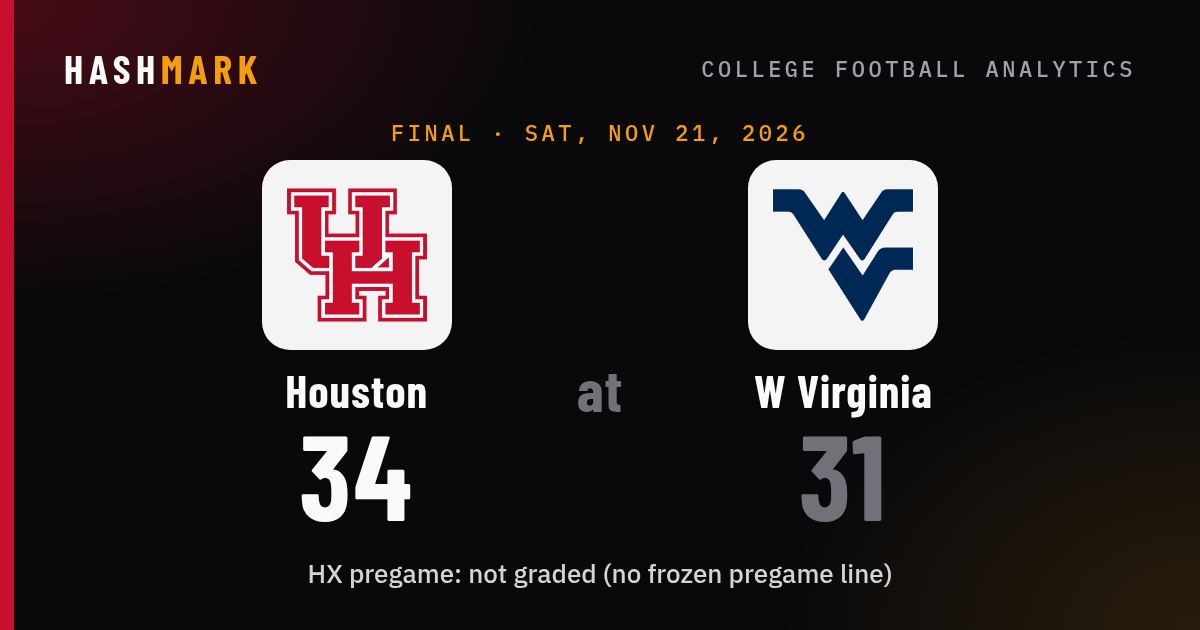 HASHMARK
COLLEGE FOOTBALL ANALYTICS
FINAL · SAT, NOV 21, 2026
UH
WV
Houston
at
W Virginia
34
31
HX pregame: not graded (no frozen pregame line)